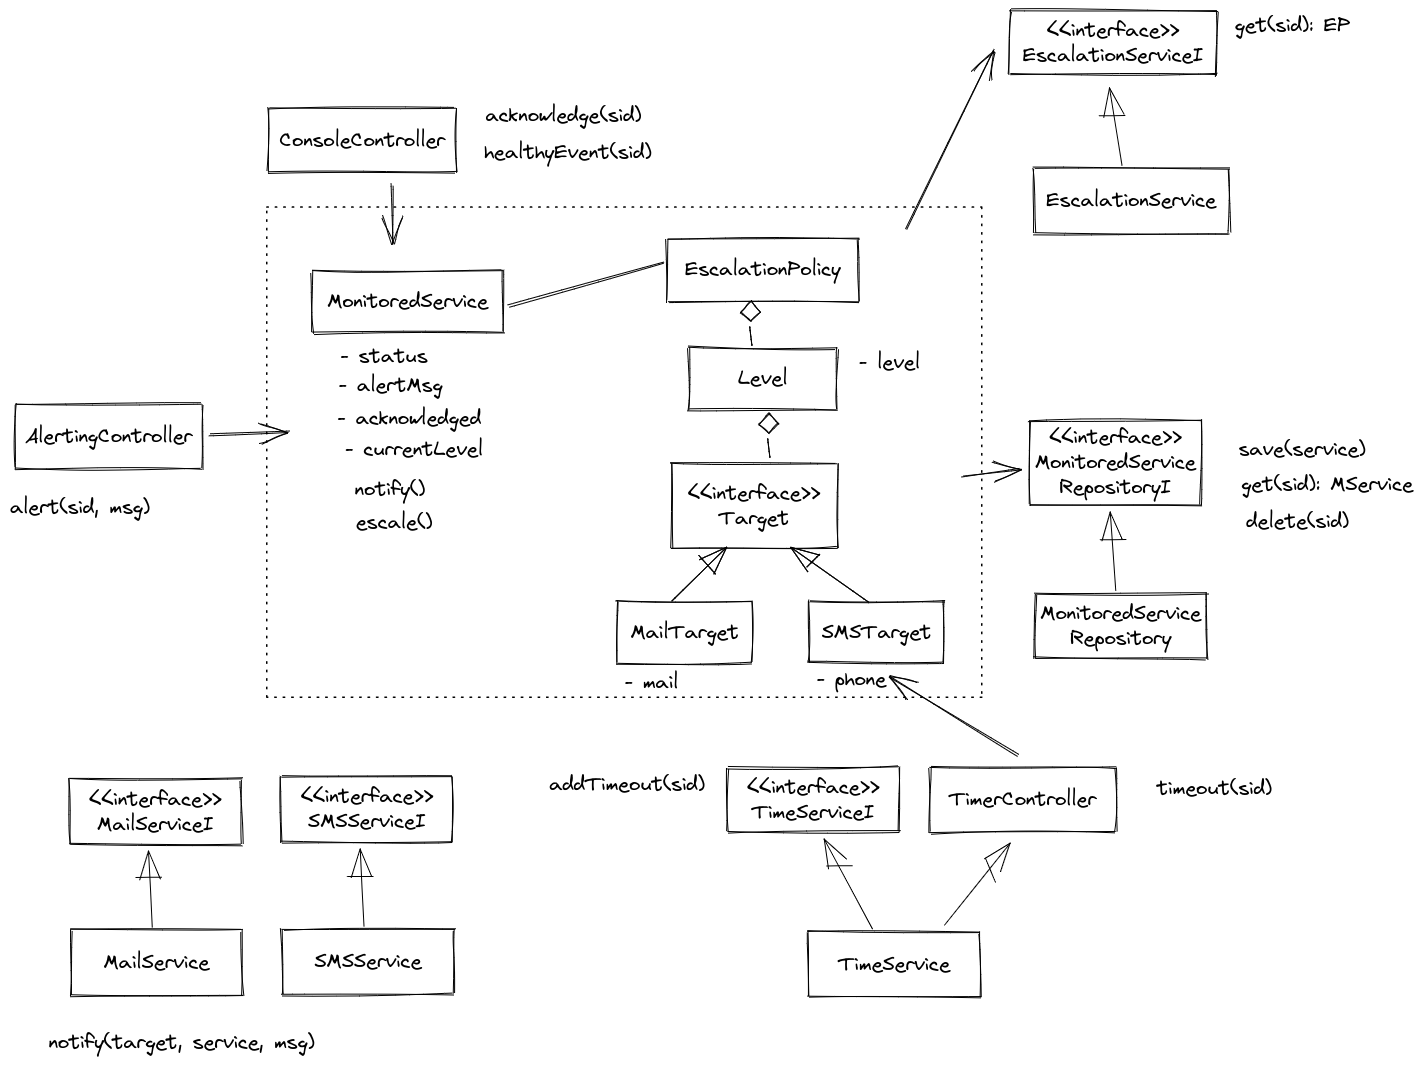 <<interface>>
EscalationServiceI
get(sid): EP
ConsoleController
acknowledge(sid)
healthyEvent(sid)
EscalationService
EscalationPolicy
MonitoredService
- status
- alertMsg
- acknowledged
- currentLevel
notify()
escale()
Level
- level
AlertingController
alert(sid, msg)
<<interface>>
Target
<<interface>>
MonitoredService
RepositoryI
save(service)
get(sid): MService
delete(sid)
MailTarget
- mail
SMSTarget
- phone
MonitoredService
Repository
<<interface>>
MailServiceI
<<interface>>
SMSServiceI
addTimeout(sid)
<<interface>>
TimeServiceI
TimerController
timeout(sid)
MailService
SMSService
TimeService
notify(target, service, msg)